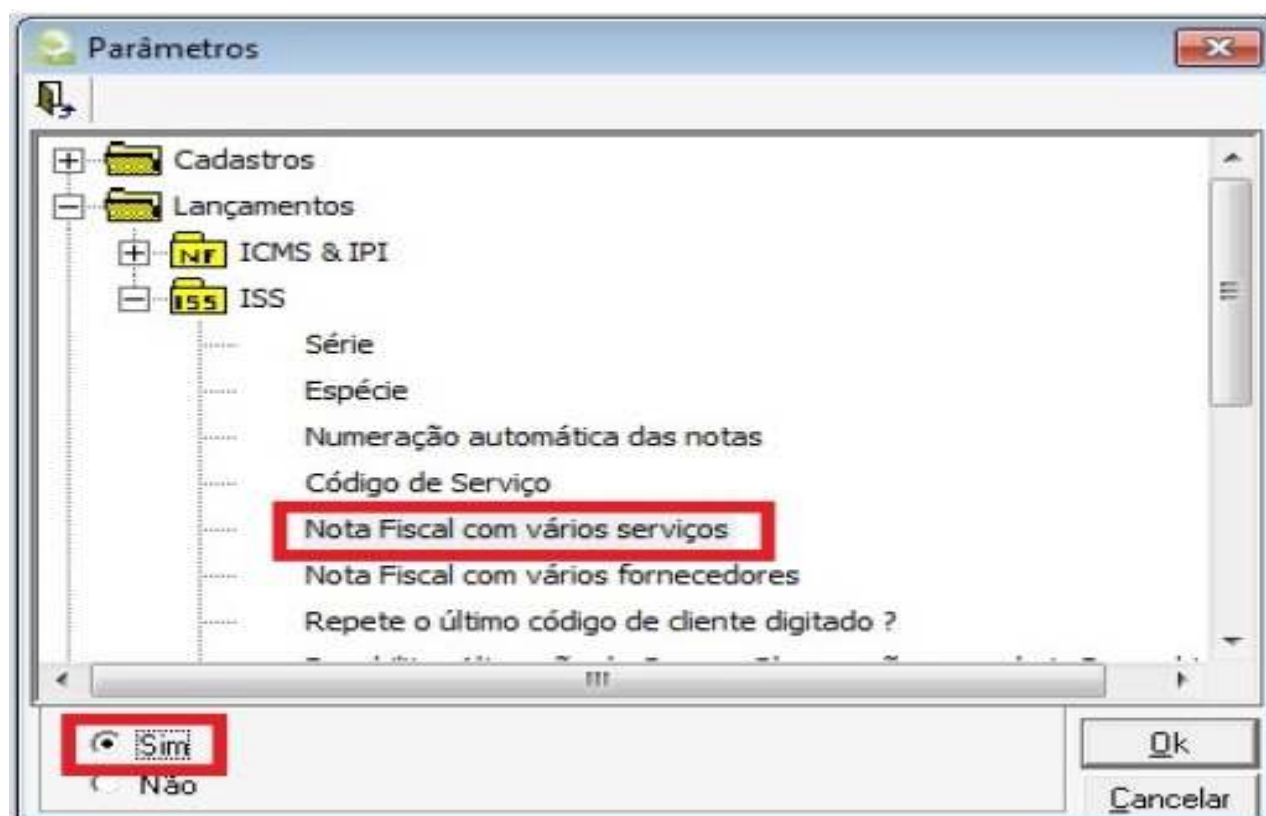 Parâmetros
Cadastros
Lançamentos
NF ICMS & IPI
ISS ISS
Série
Espécie
Numeração automática das notas
Código de Serviço
Nota Fiscal com vários serviços
Nota Fiscal com vários fornecedores
Repete o último código de cliente digitado ?
Sim
Não
Ok
Cancelar